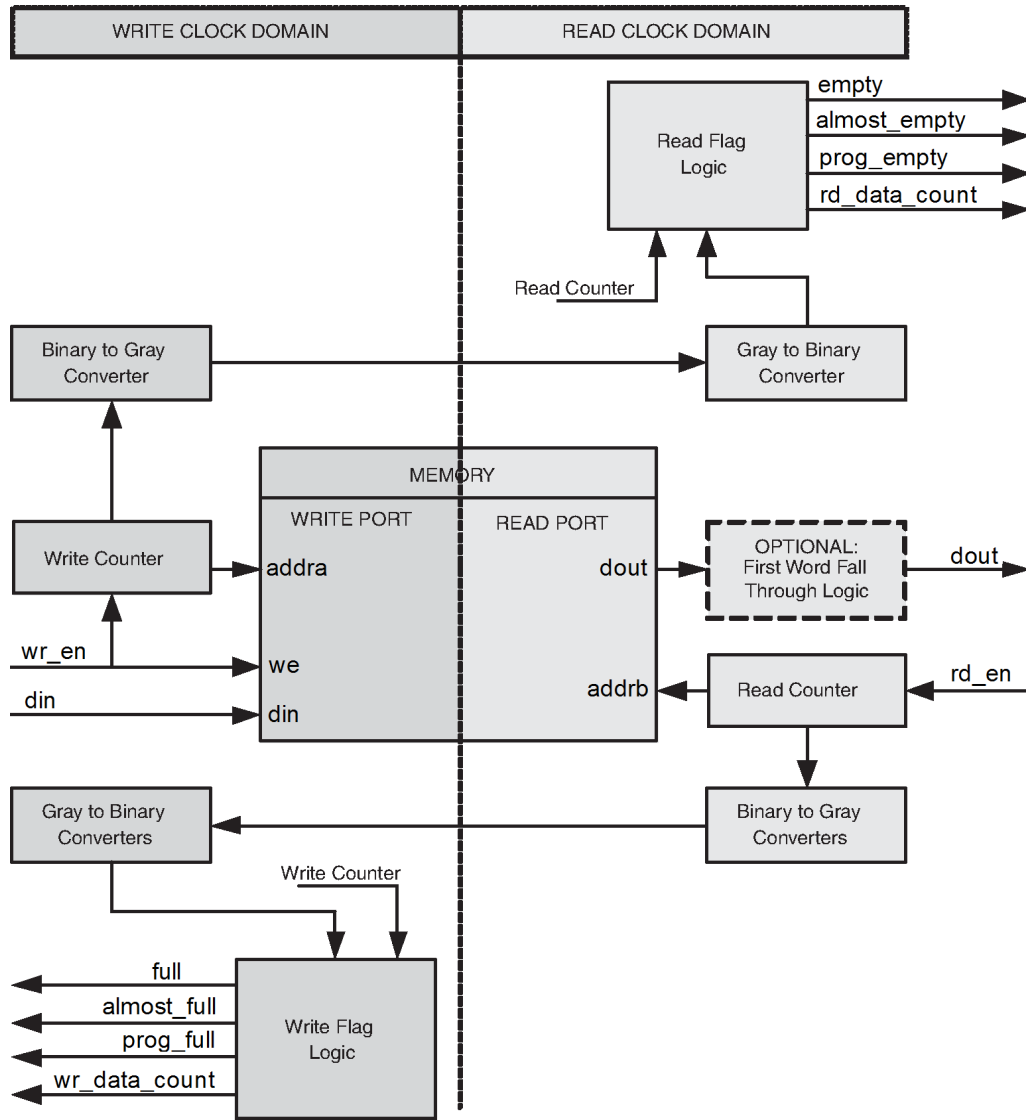 WRITE CLOCK DOMAIN
READ CLOCK DOMAIN
Read Flag
Logic
empty
almost_empty
prog_empty
rd_data_count
Read Counter
Binary to Gray
Converter
Gray to Binary
Converter
MEMORY
WRITE PORT
READ PORT
Write Counter
addra
dout
OPTIONAL:
First Word Fall
Through Logic
dout
wr_en
we
addrb
Read Counter
rd_en
din
din
Gray to Binary
Converters
Binary to Gray
Converters
Write Counter
full
almost_full
prog_full
wr_data_count
Write Flag
Logic